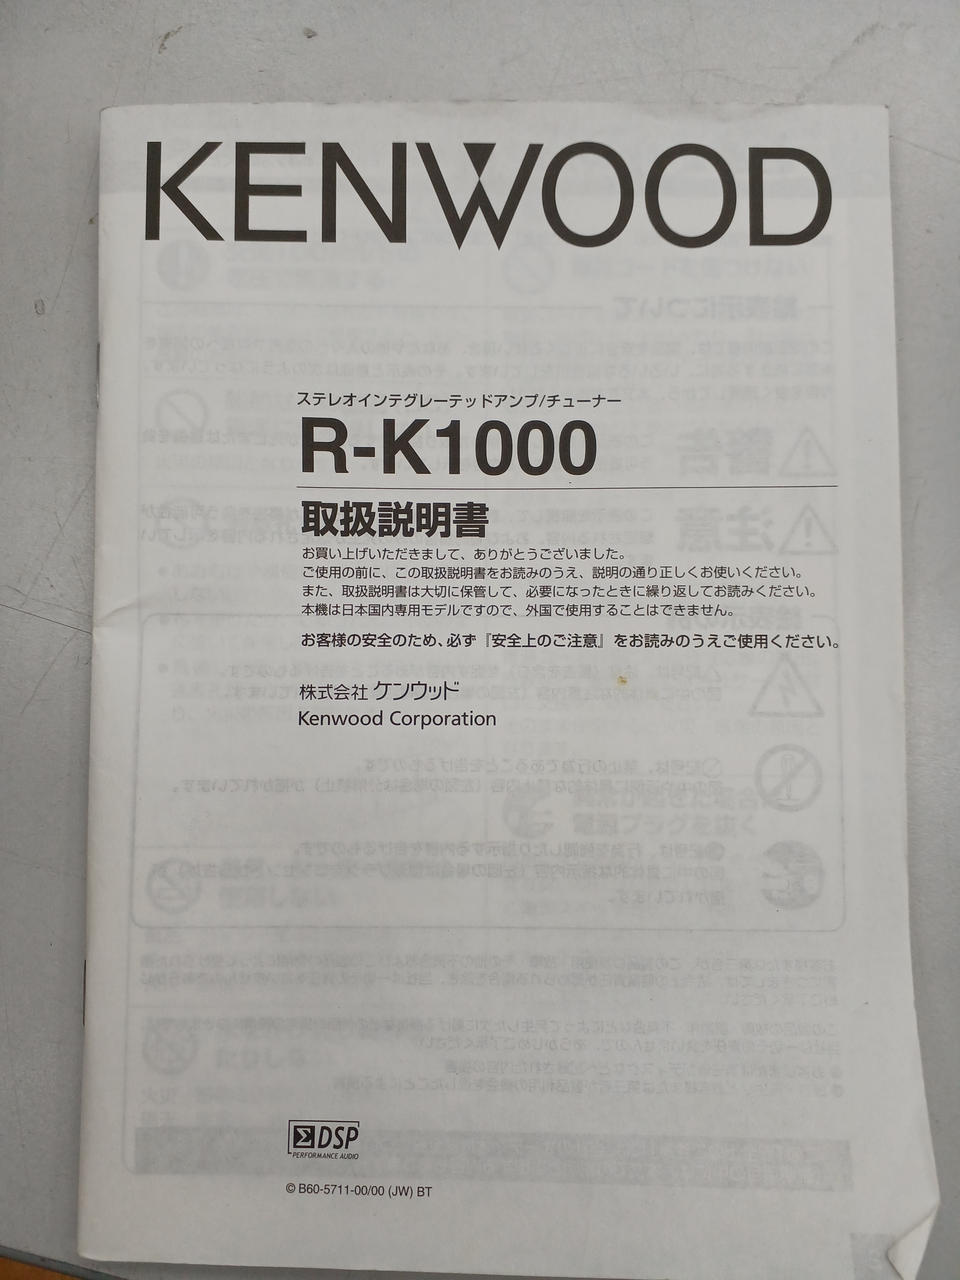 KENWOOD
ステレオインテグレーテッドアンプ/チューナー
R-K1000
取扱説明書
お買い上げいただきまして、ありがとうございました。
ご使用の前に、この取扱説明書をお読みのうえ、説明の通り正しくお使いください。
また、取扱説明書は大切に保管して、必要になったときに繰り返してお読みください。
本機は日本国内専用モデルですので、外国で使用することはできません。
お客様の安全のため、必ず『安全上のご注意』をお読みのうえご使用ください。
株式会社 ケンウッド
Kenwood Corporation
DSP
PERFORMANCE AUDIO
© B60-5711-00/00 (JW) BT